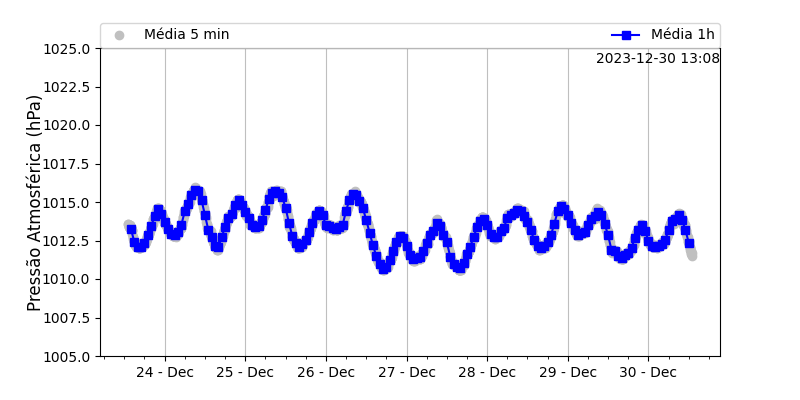 Média 5 min
Média 1h
2023-12-30 13:08
Pressão Atmosférica (hPa)
1025.0
1022.5
1020.0
1017.5
1015.0
1012.5
1010.0
1007.5
1005.0
24 - Dec
25 - Dec
26 - Dec
27 - Dec
28 - Dec
29 - Dec
30 - Dec